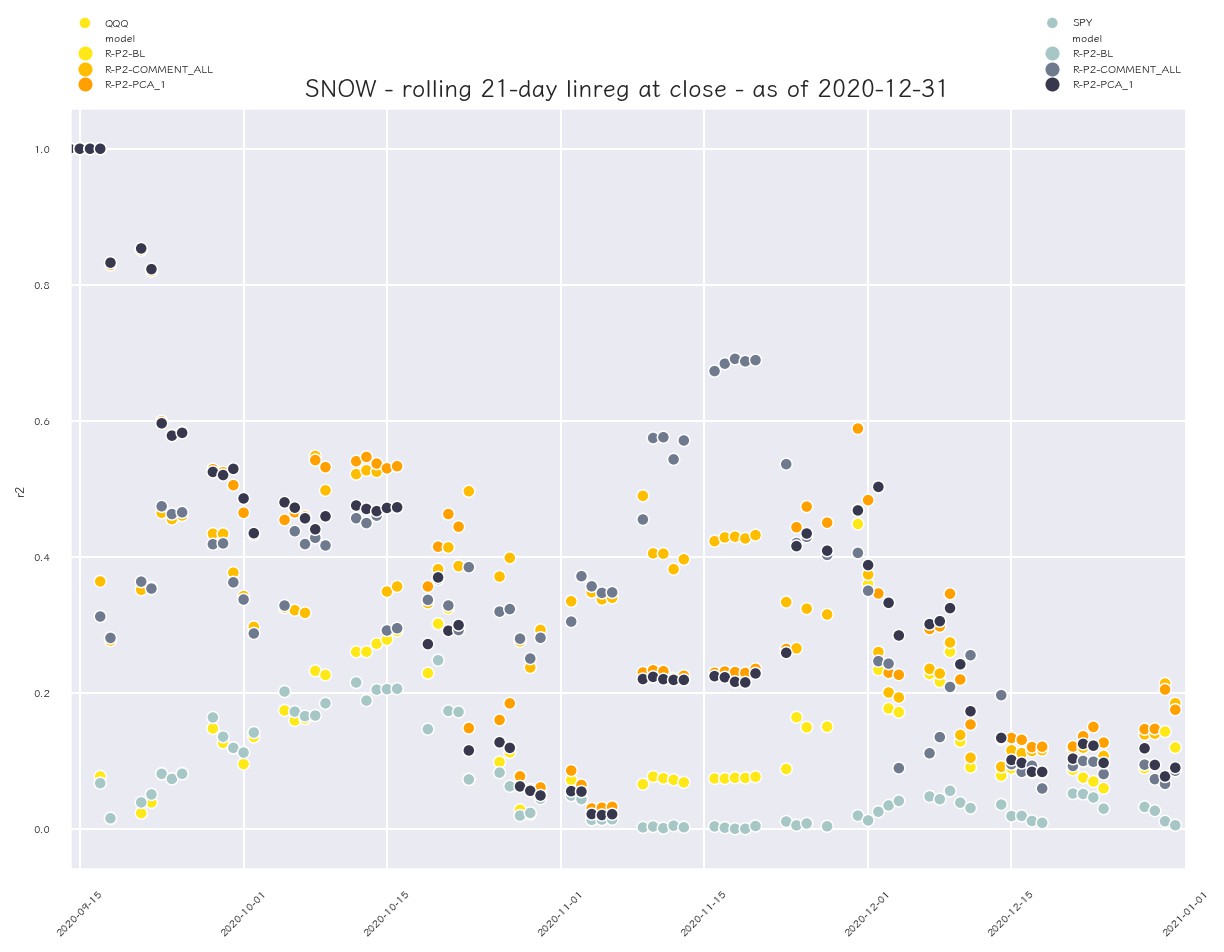 QQQ
model
R-P2-BL
R-P2-COMMENT_ALL
R-P2-PCA_1
SPY
model
R-P2-BL
R-P2-COMMENT_ALL
R-P2-PCA_1
SNOW - rolling 21-day linreg at close - as of 2020-12-31
1.0
0.8
0.6
0.4
0.2
0.0
r2
2020-09-15
2020-10-01
2020-10-15
2020-11-01
2020-11-15
2020-12-01
2020-12-15
2021-01-01